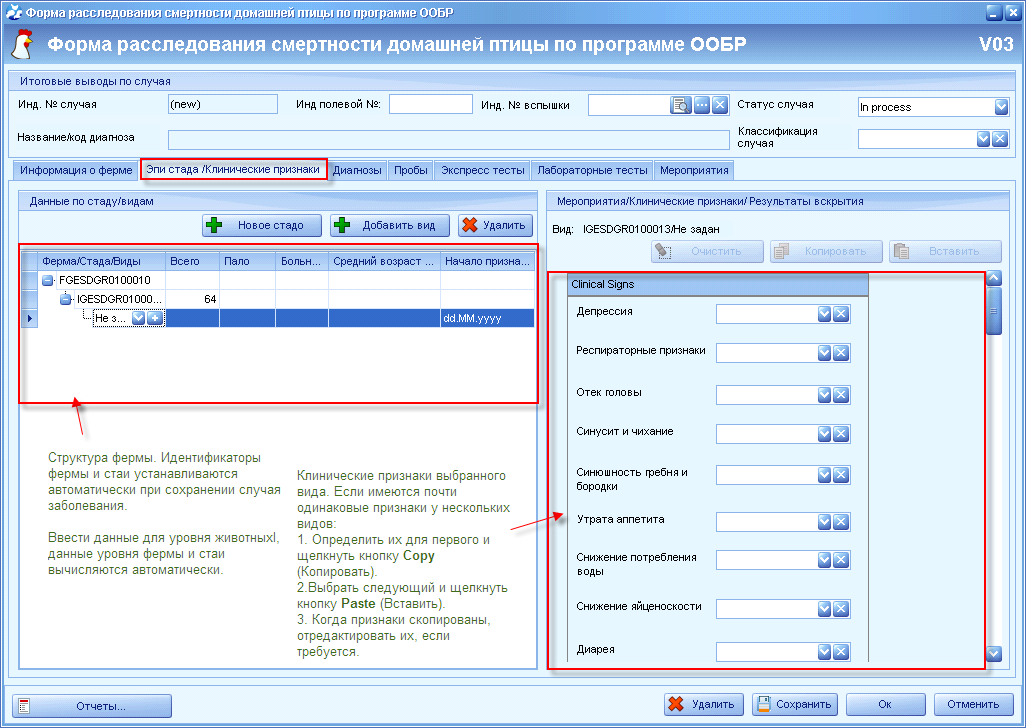 Форма расследования смертности домашней птицы по программе ООБР
Форма расследования смертности домашней птицы по программе ООБР
V03
Итоговые выводы по случая
Инд. № случая
(new)
Инд полевой №:
Инд. № вспышки
Статус случая
In process
Название/код диагноза
Классификация
случая
Информация о ферме
Эпи стада /Клинические признаки
Диагнозы
Пробы
Экспресс тесты
Лабораторные тесты
Мероприятия
Данные по стаду/видам
Новое стадо
Добавить вид
Удалить
Ферма/Стада/Виды
Всего
Пало
Больн...
Средний возраст ...
Начало призна...
FGESDGR0100010
IGESDGR01000...
64
Не з...
dd.MM.yyyy
Структура фермы. Идентификаторы
фермы и стаи устанавливаются
автоматически при сохранении случая
заболевания.
Ввести данные для уровня животныхl,
данные уровня фермы и стаи
вычисляются автоматически.
Клинические признаки выбранного
вида. Если имеются почти
одинаковые признаки у нескольких
видов:
1. Определить их для первого и
щелкнуть кнопку Copy
(Копировать).
2.Выбрать следующий и щелкнуть
кнопку Paste (Вставить).
3. Когда признаки скопированы,
отредактировать их, если
требуется.
Мероприятия/Клинические признаки/ Результаты вскрытия
Вид:
IGESDGR0100013/Не задан
Очистить
Копировать
Вставить
Clinical Signs
Депрессия
Респираторные признаки
Отек головы
Синусит и чихание
Синюшность гребня и
бородки
Утрата аппетита
Снижение потребления
воды
Снижение яйценоскости
Диарея
Отчеты...
Удалить
Сохранить
Ок
Отменить